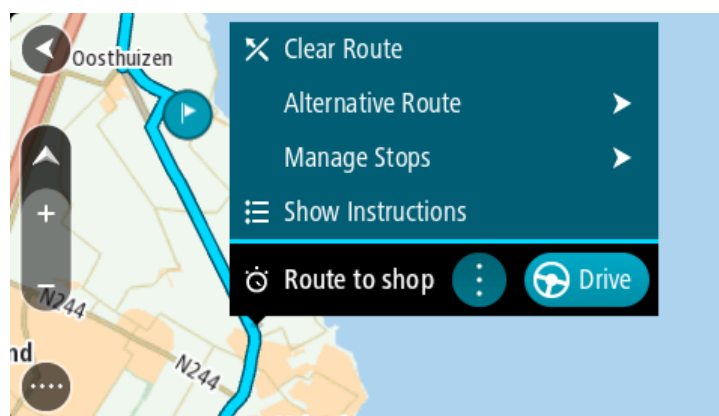 Oosthuizen
Clear Route
Alternative Route
Manage Stops
Show Instructions
Route to shop
Drive
N244
nd
N244